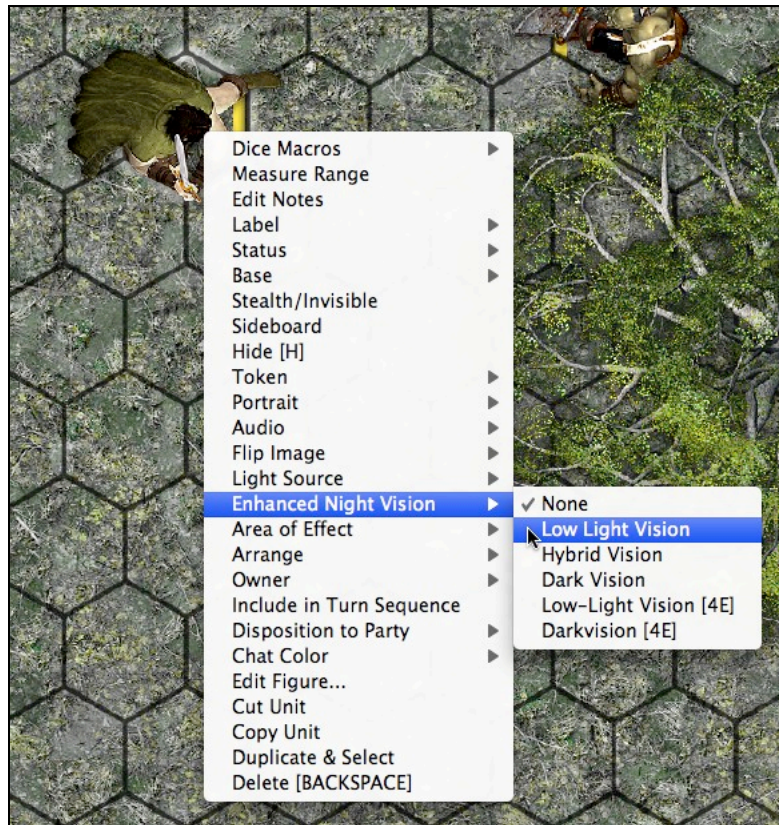 Dice Macros
Measure Range
Edit Notes
Label
Status
Base
Stealth/Invisible
Sideboard
Hide [H]
Token
Portrait
Audio
Flip Image
Light Source
Enhanced Night Vision
None
Low Light Vision
Hybrid Vision
Dark Vision
Low-Light Vision [4E]
Darkvision [4E]
Area of Effect
Arrange
Owner
Include in Turn Sequence
Disposition to Party
Chat Color
Edit Figure...
Cut Unit
Copy Unit
Duplicate & Select
Delete [BACKSPACE]